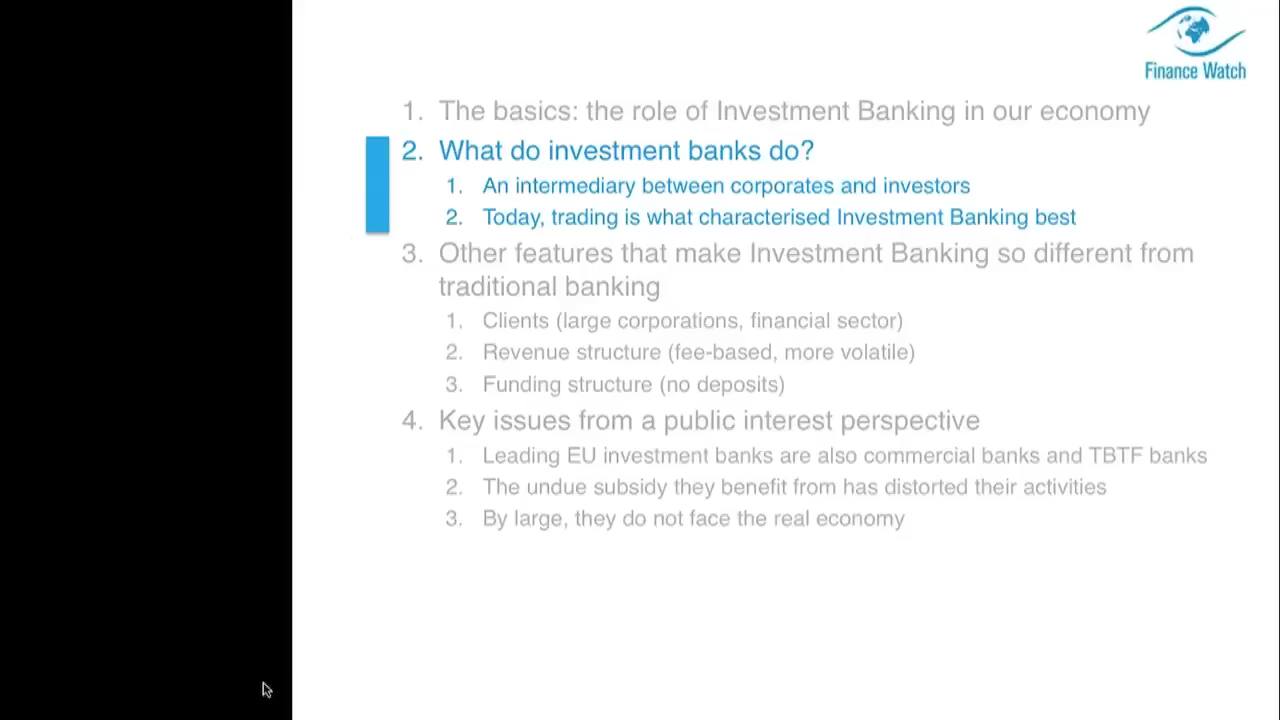 Finance Watch
1. The basics: the role of Investment Banking in our economy
2. What do investment banks do?
1. An intermediary between corporates and investors
2. Today, trading is what characterised Investment Banking best
3. Other features that make Investment Banking so different from
traditional banking
1. Clients (large corporations, financial sector)
2. Revenue structure (fee-based, more volatile)
3. Funding structure (no deposits)
4. Key issues from a public interest perspective
1. Leading EU investment banks are also commercial banks and TBTF banks
2. The undue subsidy they benefit from has distorted their activities
3. By large, they do not face the real economy